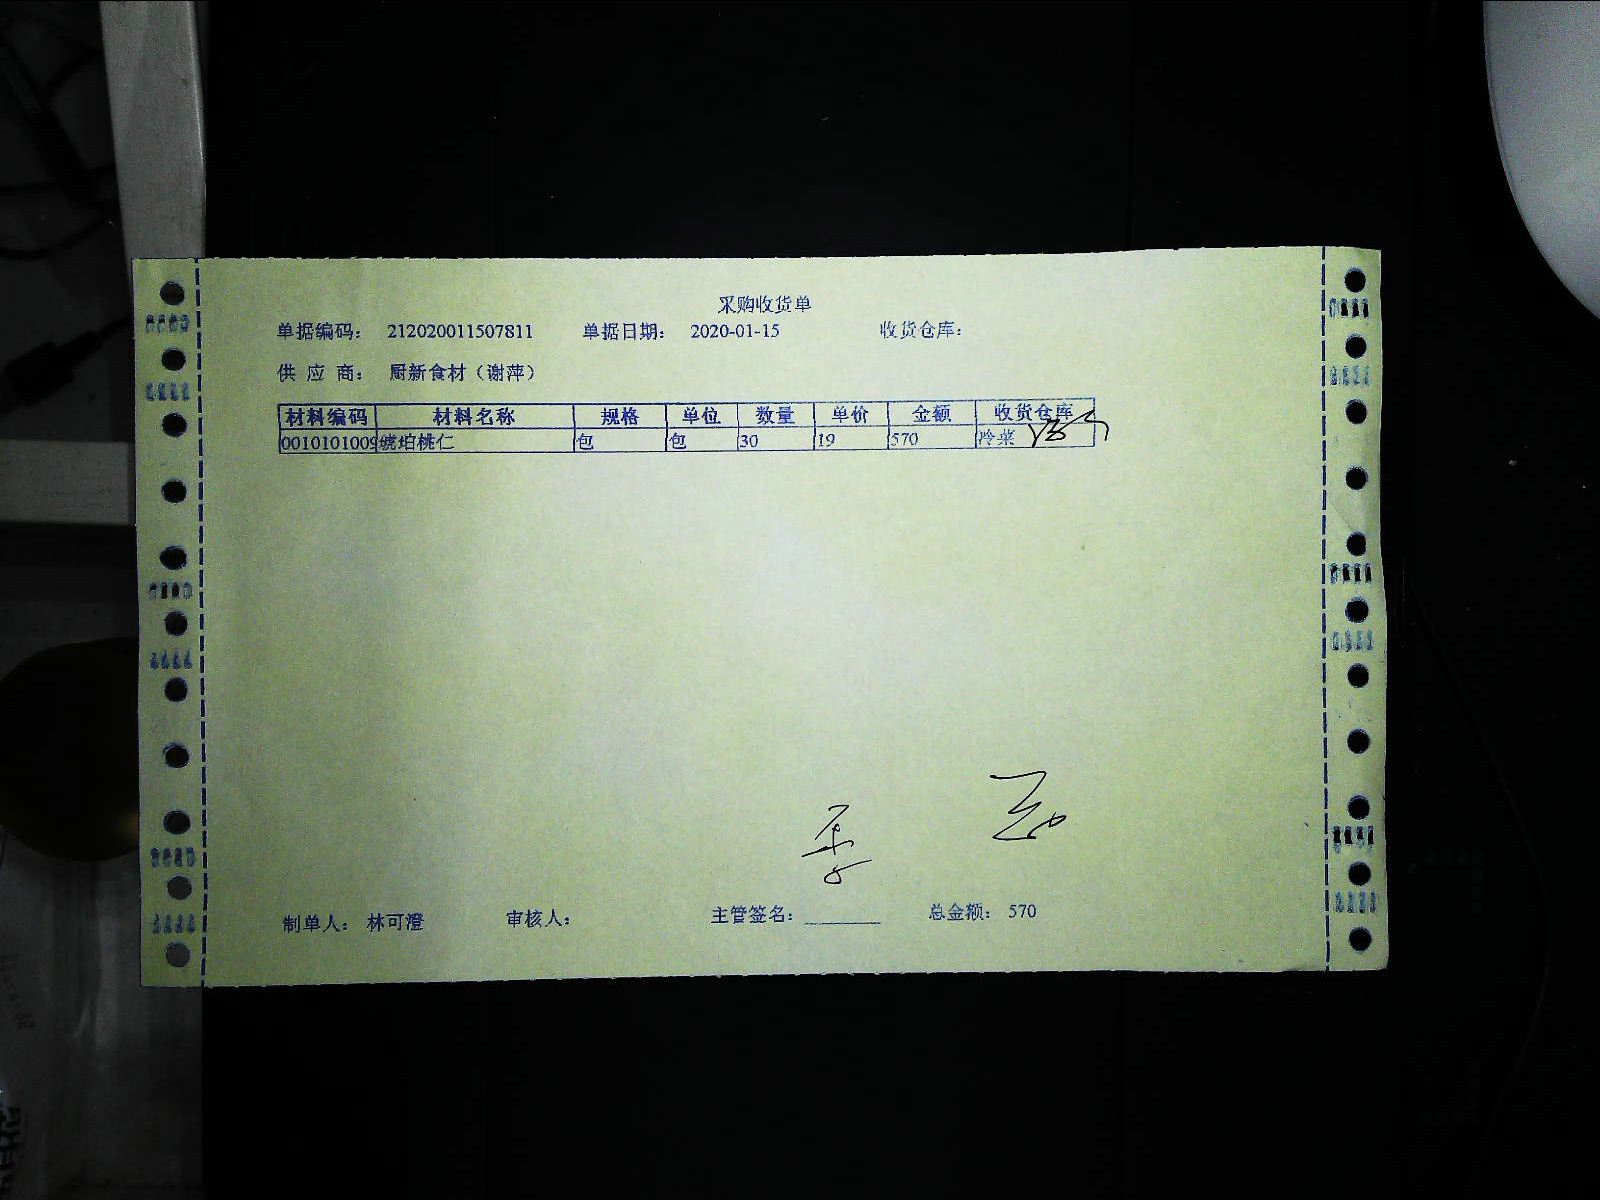 采购收货单
单据编码： 212020011507811 单据日期： 2020-01-15 收货仓库：
供 应 商： 厨新食材（谢萍）
材料编码 材料名称 规格 单位 数量 单价 金额 收货仓库
0010101009 琥珀桃仁 包 包 30 19 570 冷菜
制单人： 林可澄 审核人： 主管签名： 总金额： 570